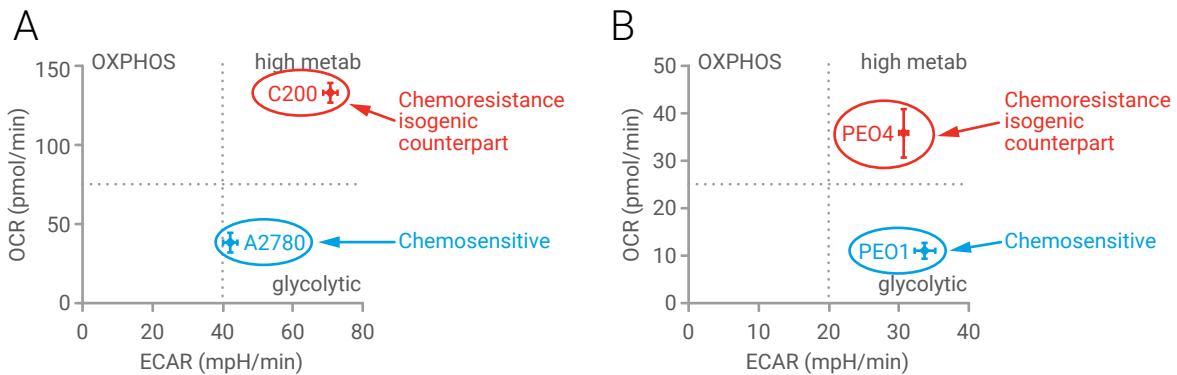 A
OXPHOS
high metab
150
100
50
0
OCR (pmol/min)
C200
Chemoresistance
isogenic
counterpart
A2780
Chemosensitive
glycolytic
0 20 40 60 80
ECAR (mpH/min)
B
OXPHOS
high metab
50
40
30
20
10
0
OCR (pmol/min)
PEO4
Chemoresistance
isogenic
counterpart
PEO1
Chemosensitive
glycolytic
0 10 20 30 40
ECAR (mpH/min)